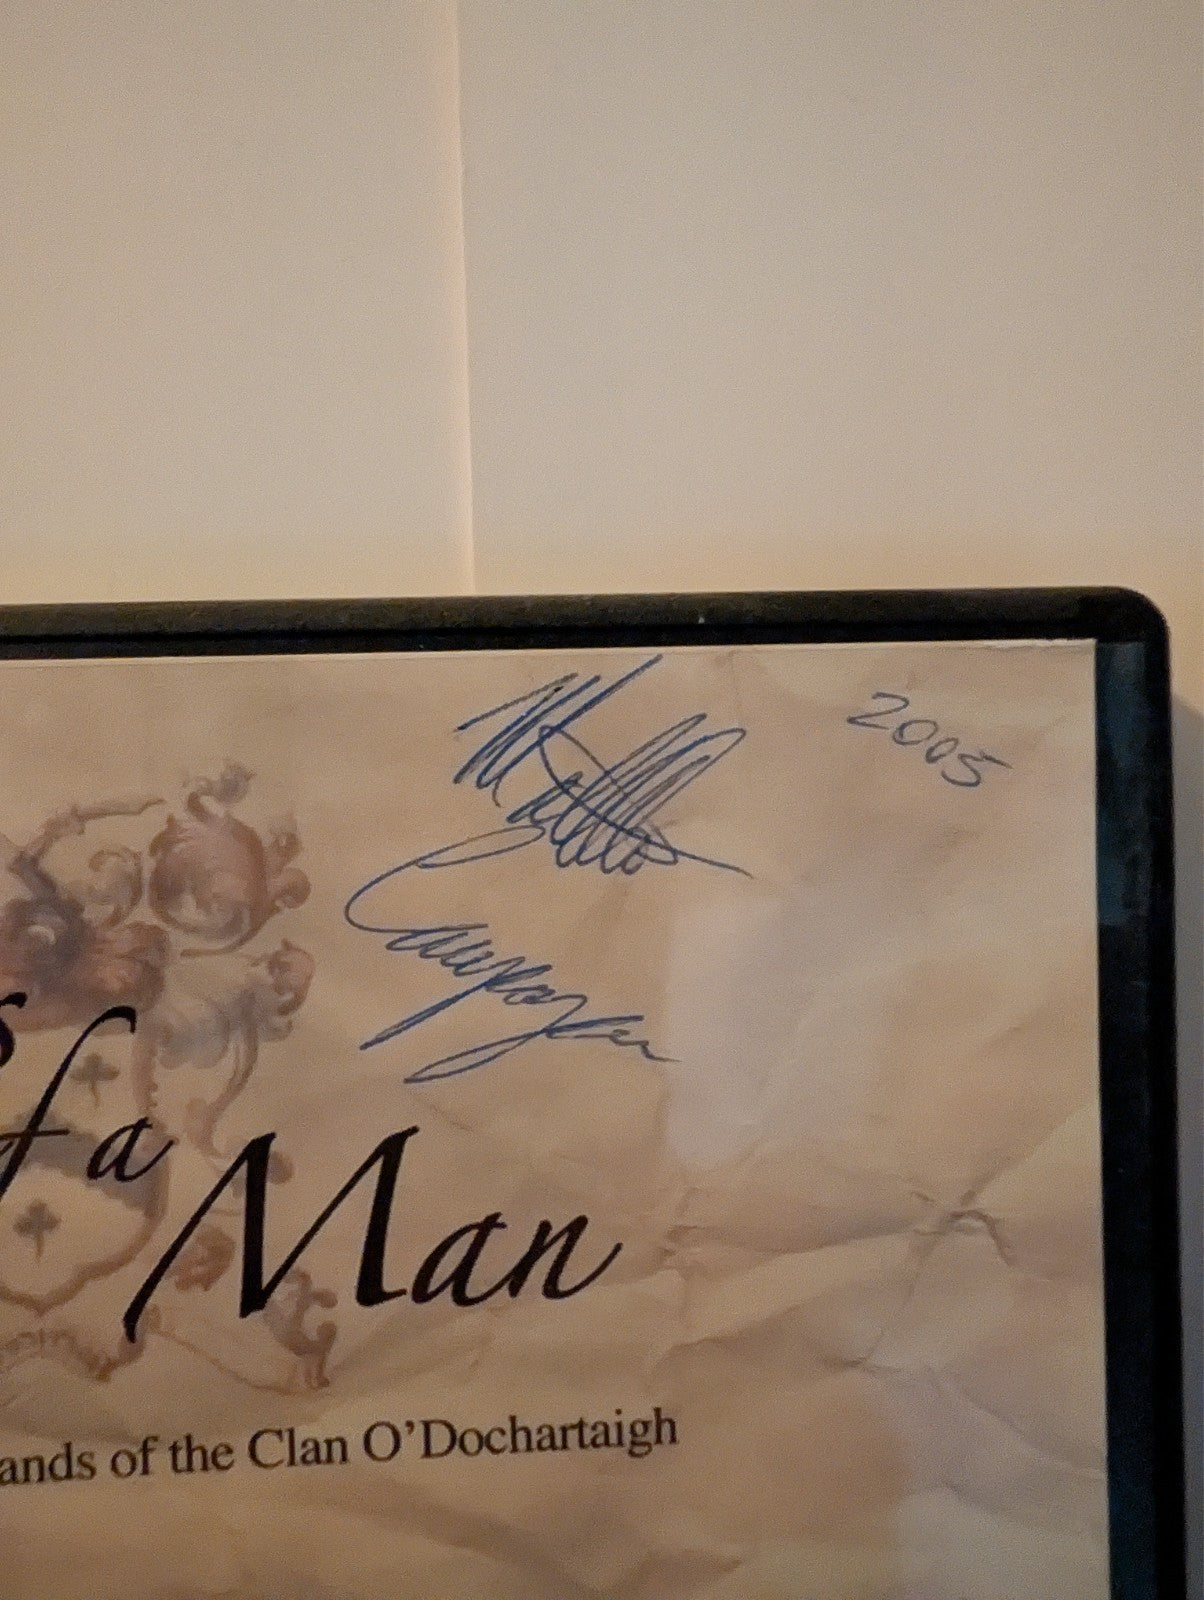 2005
s
f a Man
ands of the Clan O'Dochartaigh